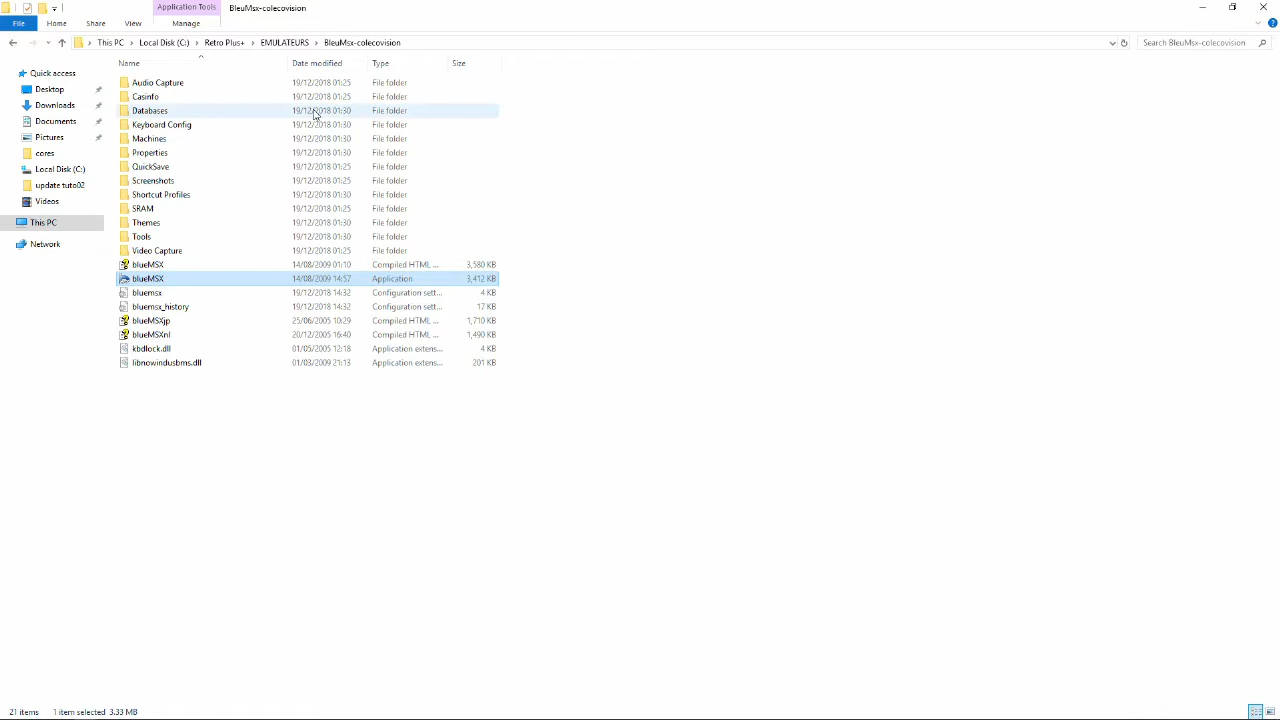 Application Tools BleuMsx-colecovision
File Home Share View Manage
This PC Local Disk (C:) Retro Plus+ EMULATEURS BleuMsx-colecovision Search BleuMsx-colecovision
Name Date modified Type Size
Quick access
Desktop
Downloads
Documents
Pictures
cores
Local Disk (C:)
update tuto02
Videos
This PC
Network
Audio Capture 19/12/2018 01:25 File folder
Casinfo 19/12/2018 01:25 File folder
Databases 19/12/2018 01:30 File folder
Keyboard Config 19/12/2018 01:30 File folder
Machines 19/12/2018 01:30 File folder
Properties 19/12/2018 01:30 File folder
QuickSave 19/12/2018 01:25 File folder
Screenshots 19/12/2018 01:25 File folder
Shortcut Profiles 19/12/2018 01:30 File folder
SRAM 19/12/2018 01:25 File folder
Themes 19/12/2018 01:30 File folder
Tools 19/12/2018 01:30 File folder
Video Capture 19/12/2018 01:25 File folder
blueMSX 14/08/2009 01:10 Compiled HTML ... 3,580 KB
blueMSX 14/08/2009 14:57 Application 3,412 KB
bluemsx 19/12/2018 14:32 Configuration sett... 4 KB
bluemsx_history 19/12/2018 14:32 Configuration sett... 17 KB
blueMSXjp 25/06/2005 10:29 Compiled HTML ... 1,710 KB
blueMSXnl 20/12/2005 16:40 Compiled HTML ... 1,490 KB
kbdlock.dll 01/05/2005 12:18 Application extens... 4 KB
libnowindusbms.dll 01/03/2009 21:13 Application extens... 201 KB
21 items 1 item selected 3.33 MB